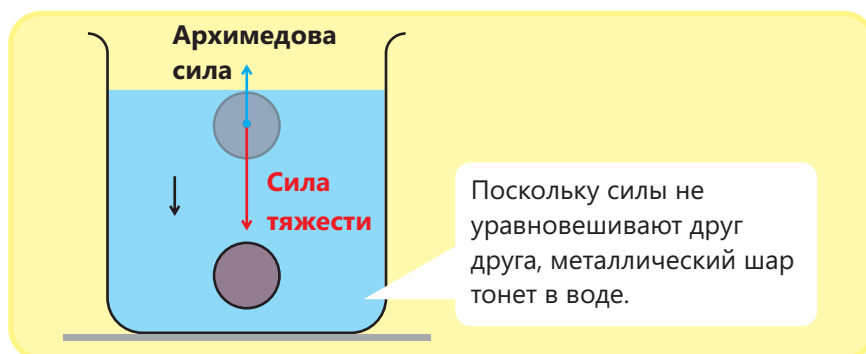 Архимедова
сила
Сила
тяжести
Поскольку силы не
уравновешивают друг
друга, металлический шар
тонет в воде.